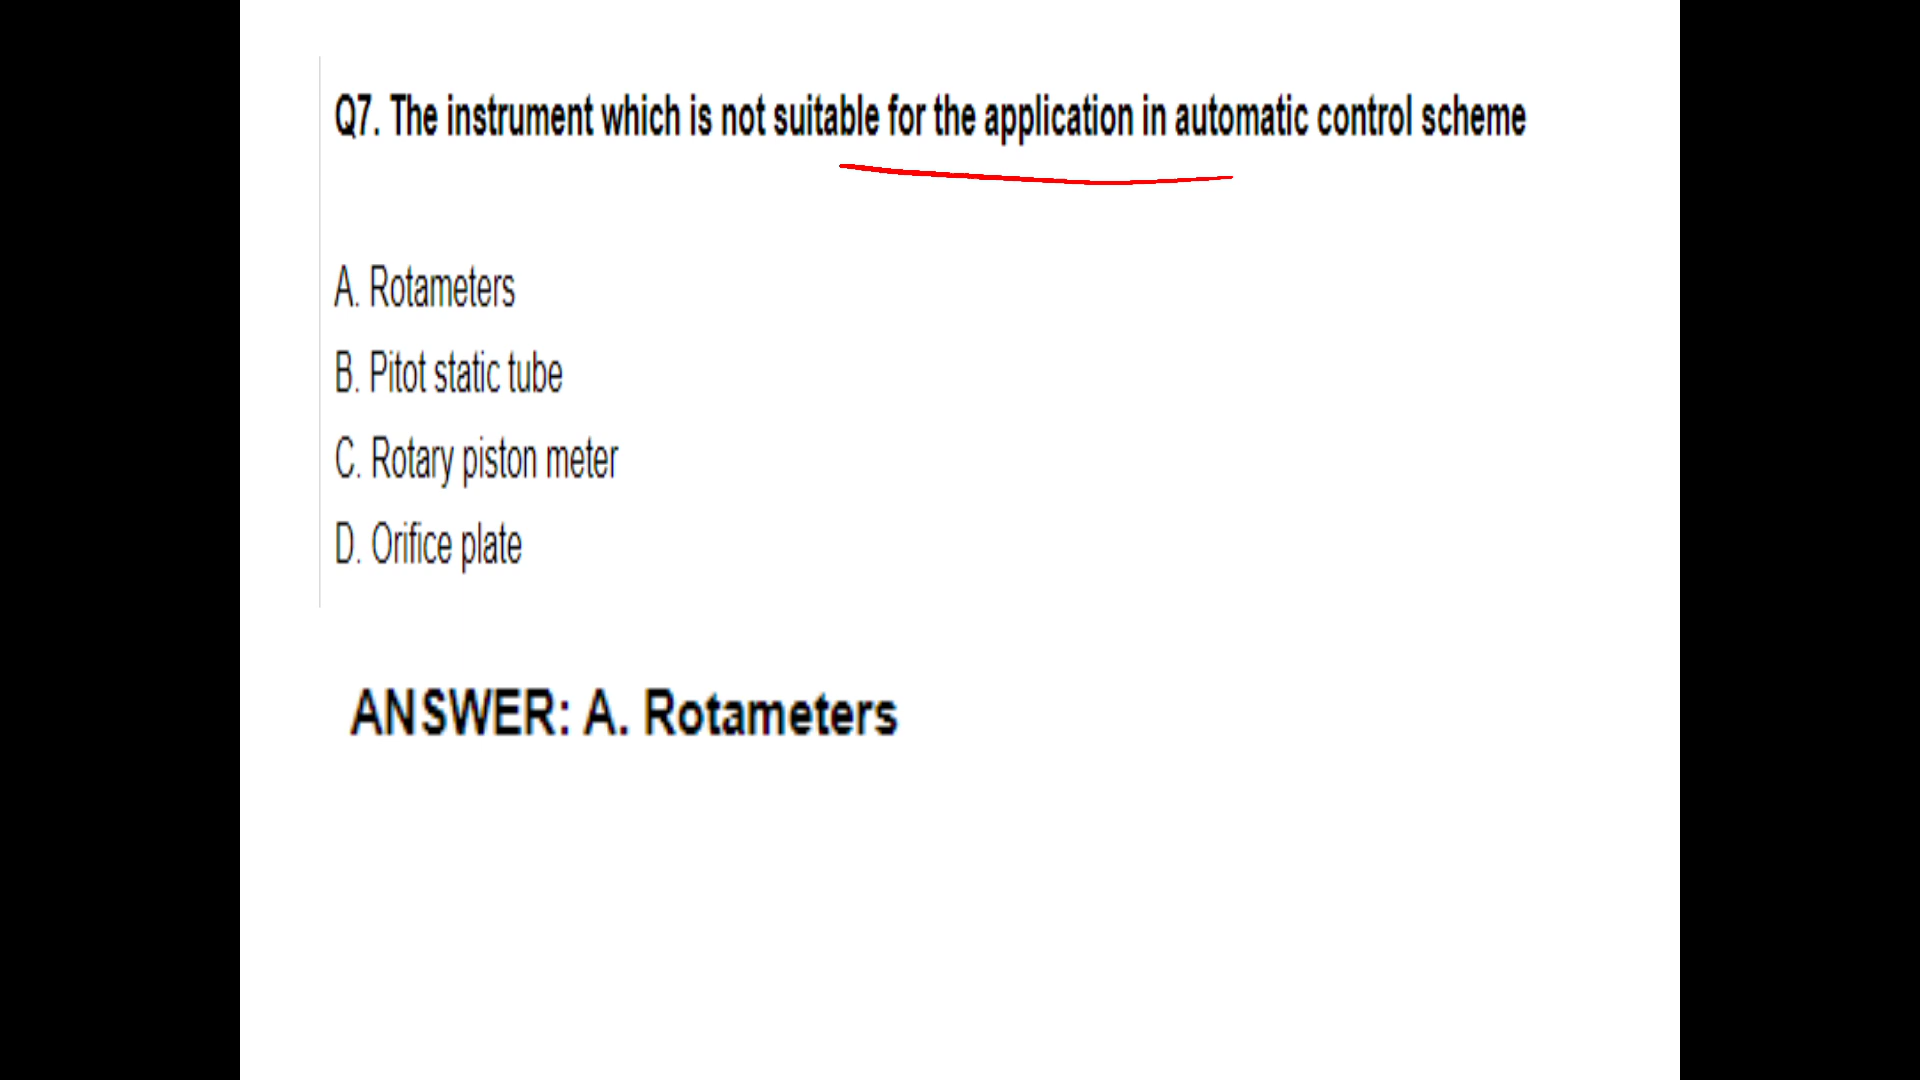 Q7. The instrument which is not suitable for the application in automatic control scheme
A. Rotameters
B. Pitot static tube
C. Rotary piston meter
D. Orifice plate
ANSWER: A. Rotameters